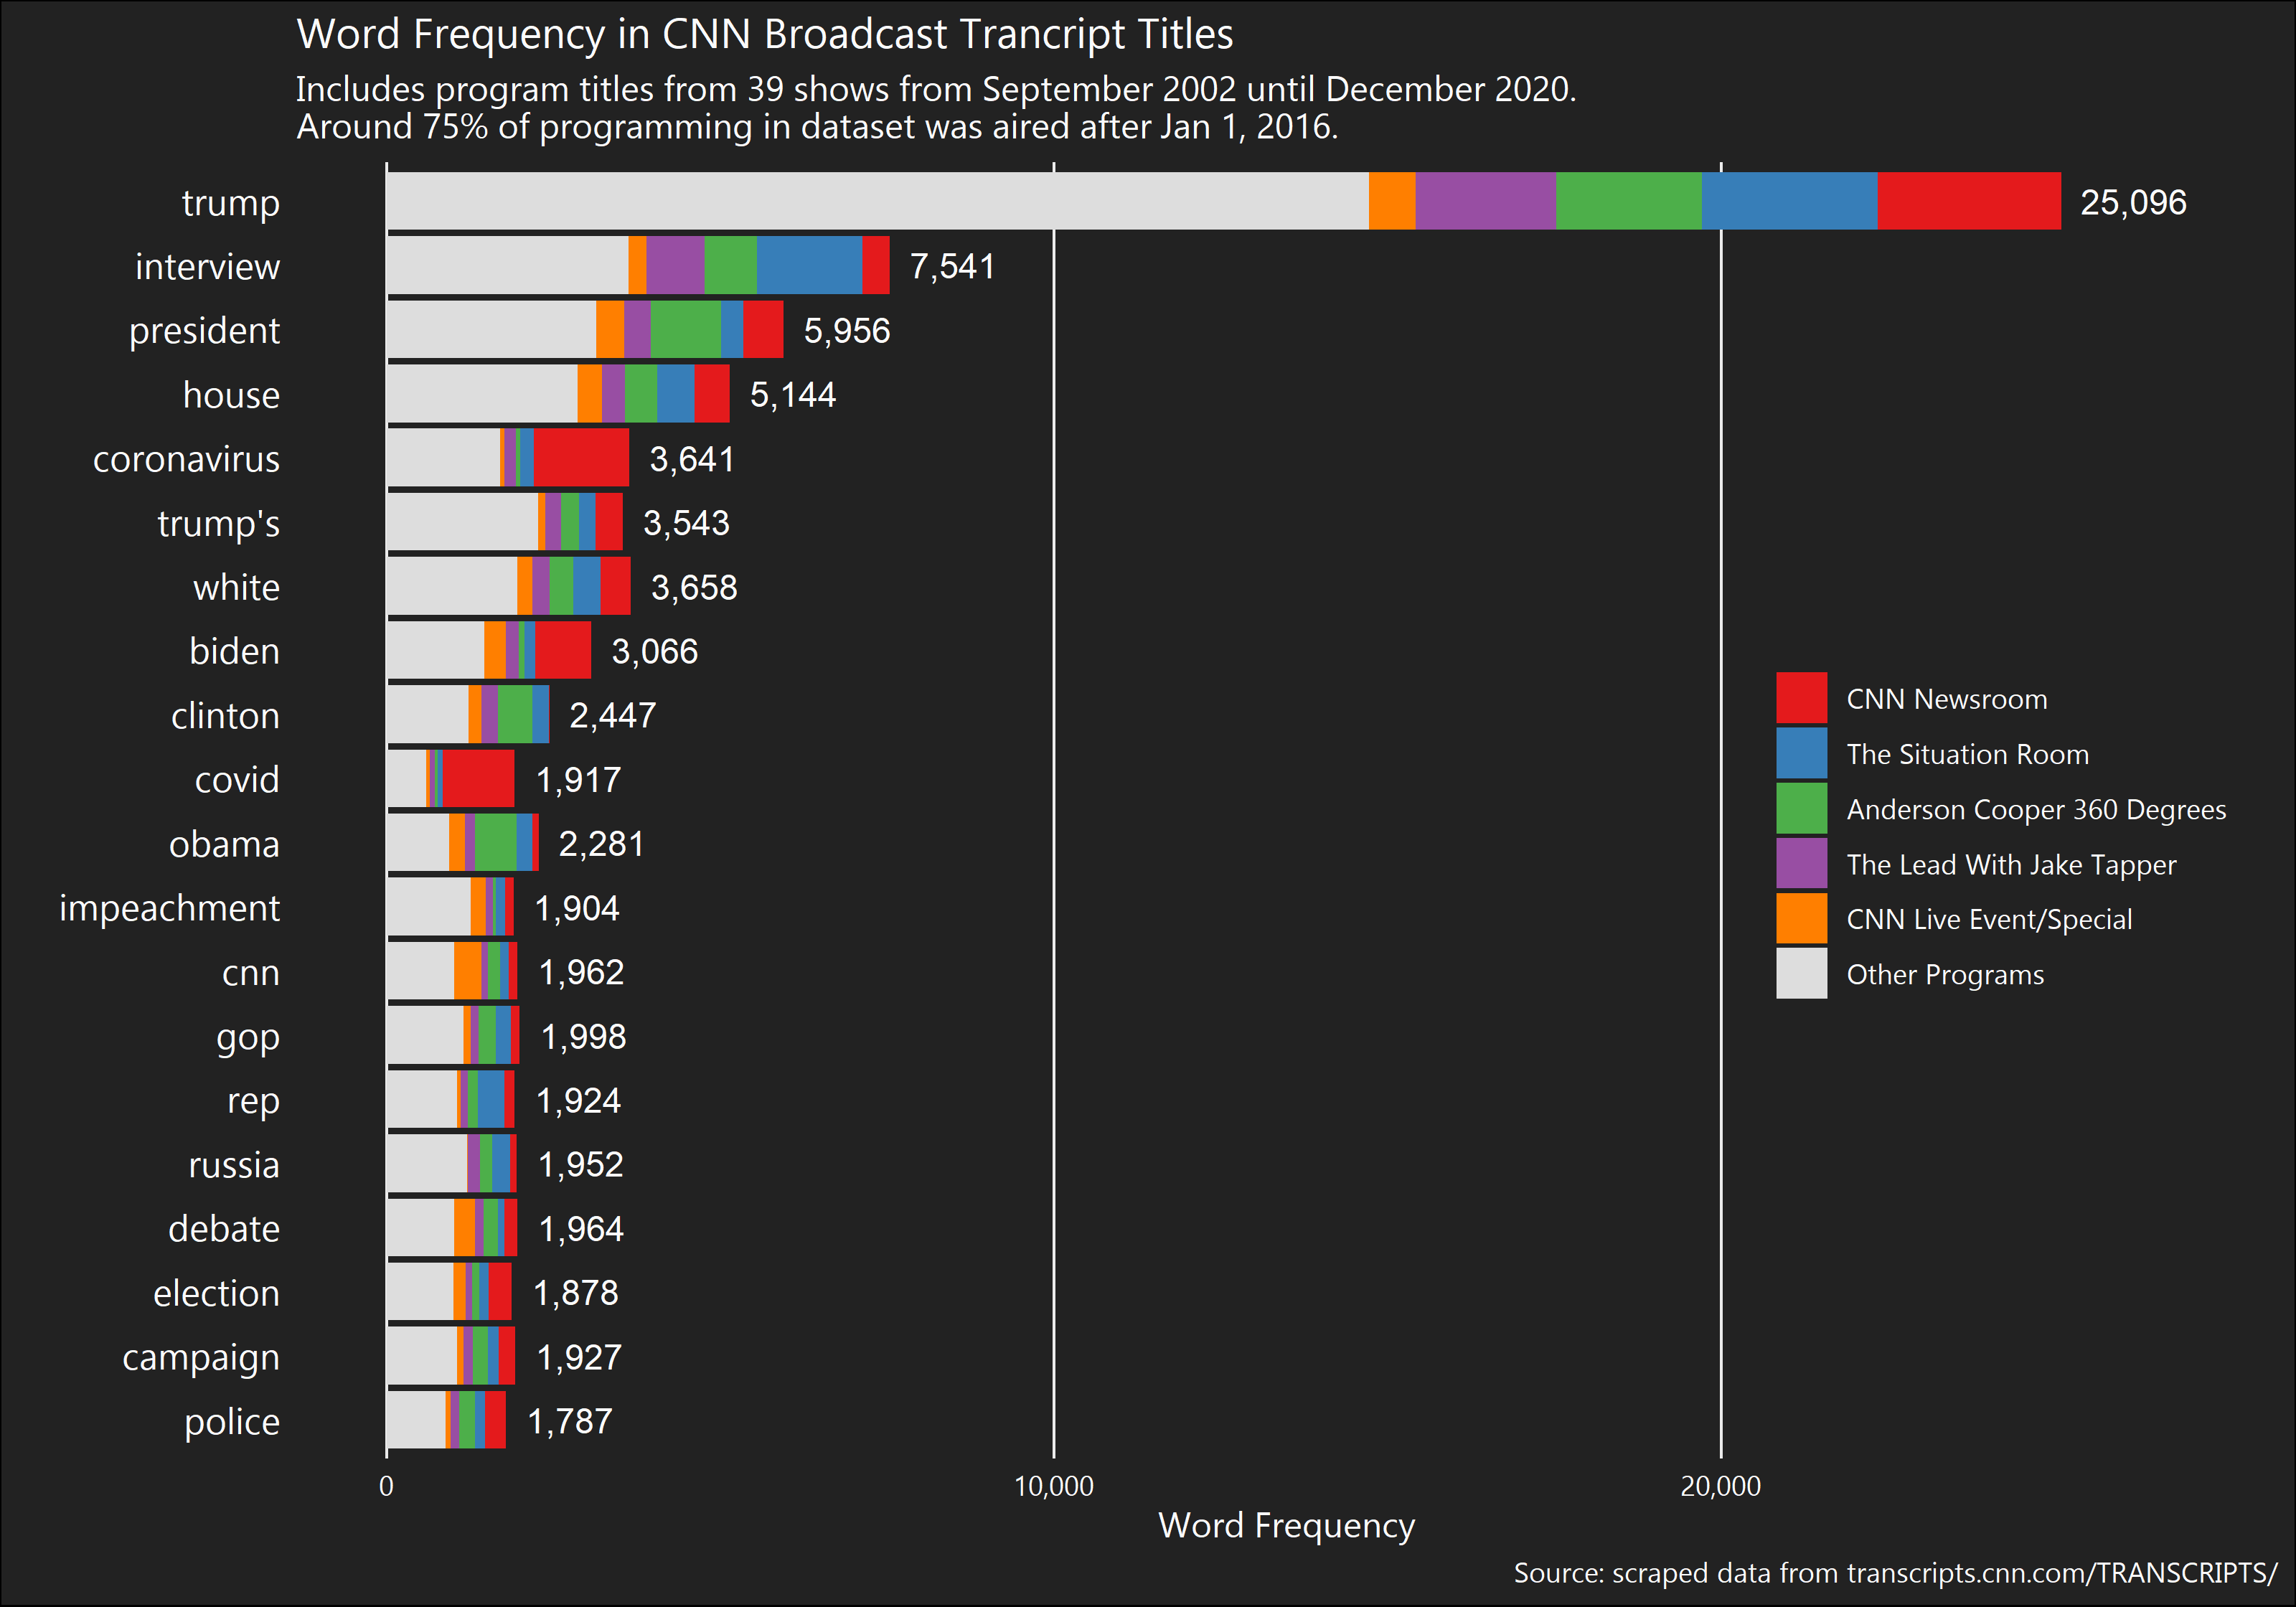 Word Frequency in CNN Broadcast Trancript Titles
Includes program titles from 39 shows from September 2002 until December 2020.
Around 75% of programming in dataset was aired after Jan 1, 2016.
trump 25,096
interview 7,541
president 5,956
house 5,144
coronavirus 3,641
trump's 3,543
white 3,658
biden 3,066
clinton 2,447
covid 1,917
obama 2,281
impeachment 1,904
cnn 1,962
gop 1,998
rep 1,924
russia 1,952
debate 1,964
election 1,878
campaign 1,927
police 1,787
CNN Newsroom
The Situation Room
Anderson Cooper 360 Degrees
The Lead With Jake Tapper
CNN Live Event/Special
Other Programs
0 10,000 20,000
Word Frequency
Source: scraped data from transcripts.cnn.com/TRANSCRIPTS/